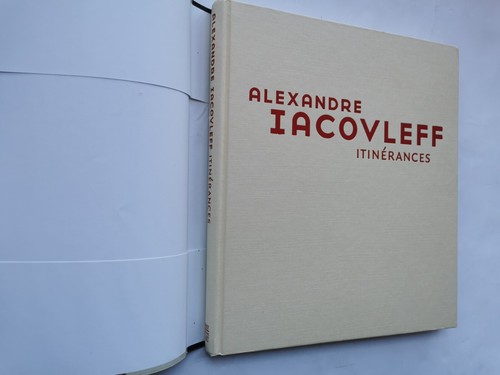 ALEXANDRE
IACOVLEFF
ITINÉRANCES
ALEXANDRE IACOVLEFF ITINÉRANCES